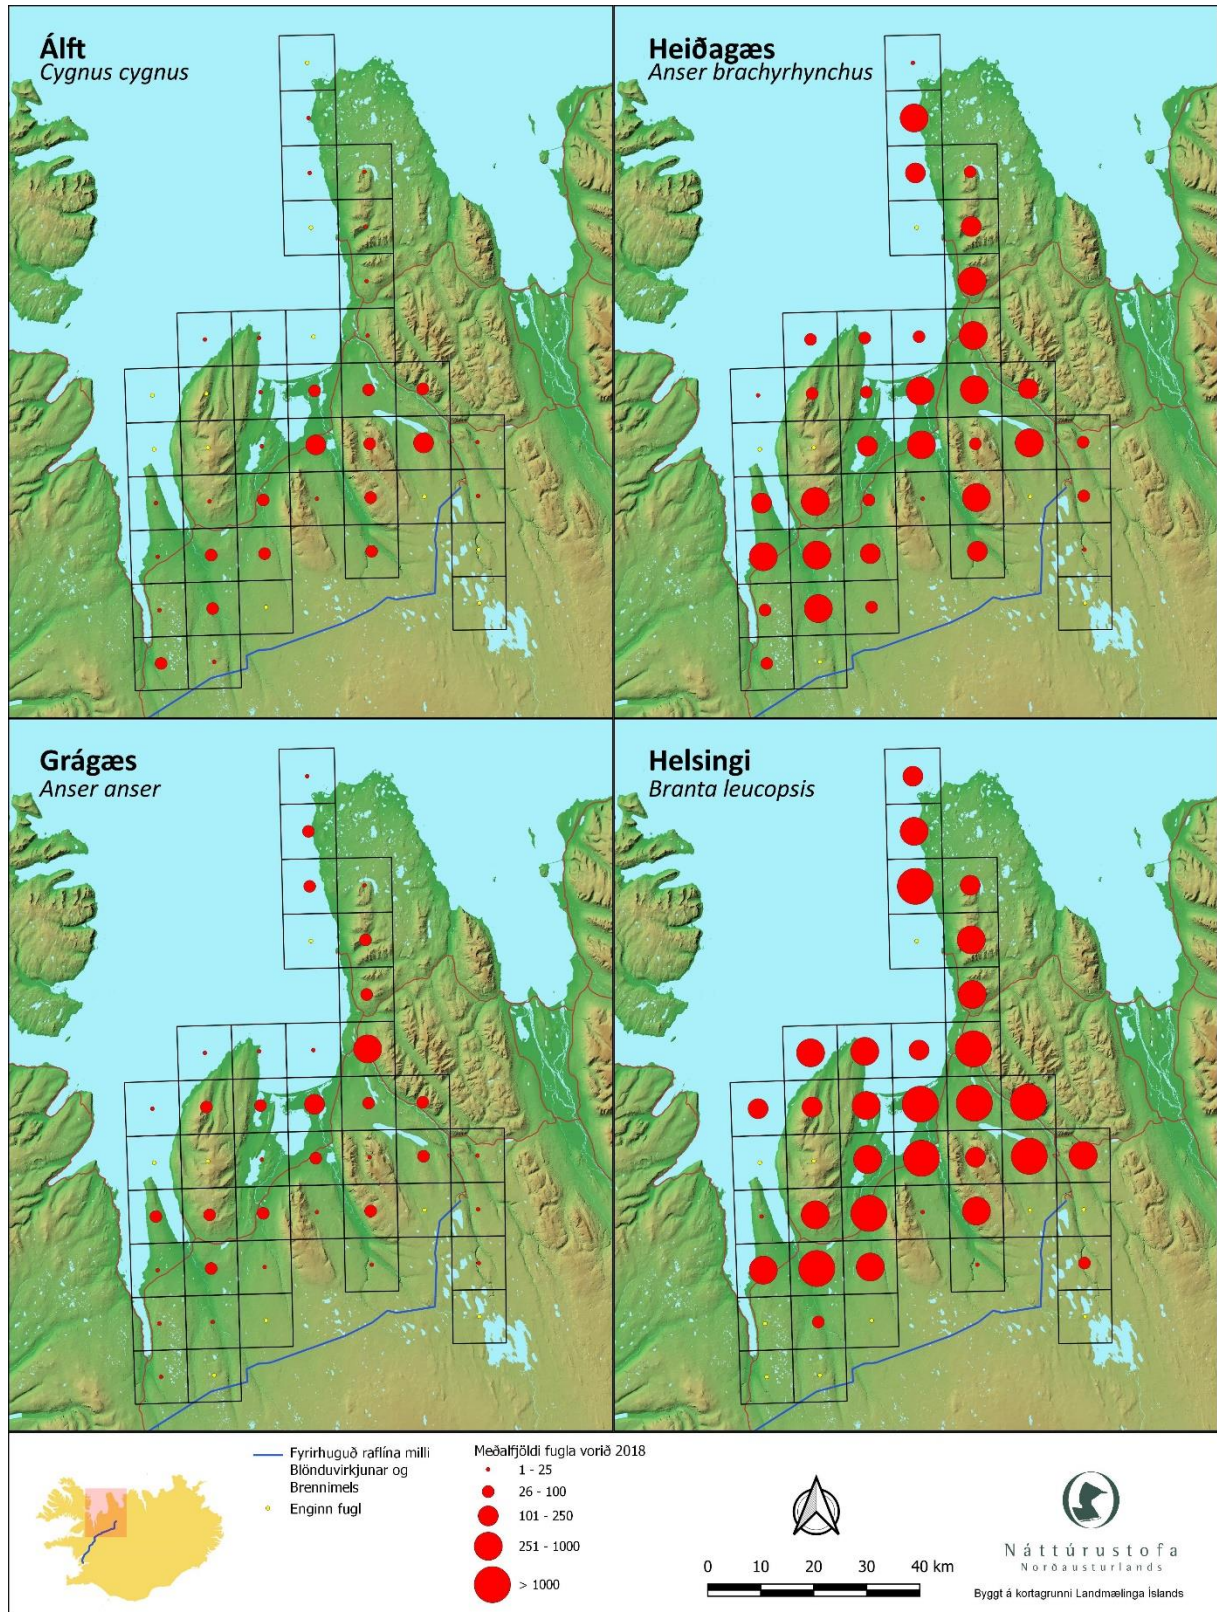 Álft
Cygnus cygnus
Heiðagæs
Anser brachyrhynchus
Grágæs
Anser anser
Helsingi
Branta leucopsis
Fyrirhuguð raflína milli
Blönduvirkjunar og
Brennimels
Enginn fugl
Meðalfjöldi fugla vorið 2018
1 - 25
26 - 100
101 - 250
251 - 1000
> 1000
0 10 20 30 40 km
Náttúrustofa
Norðausturlands
Byggt á kortagrunni Landmælinga Íslands